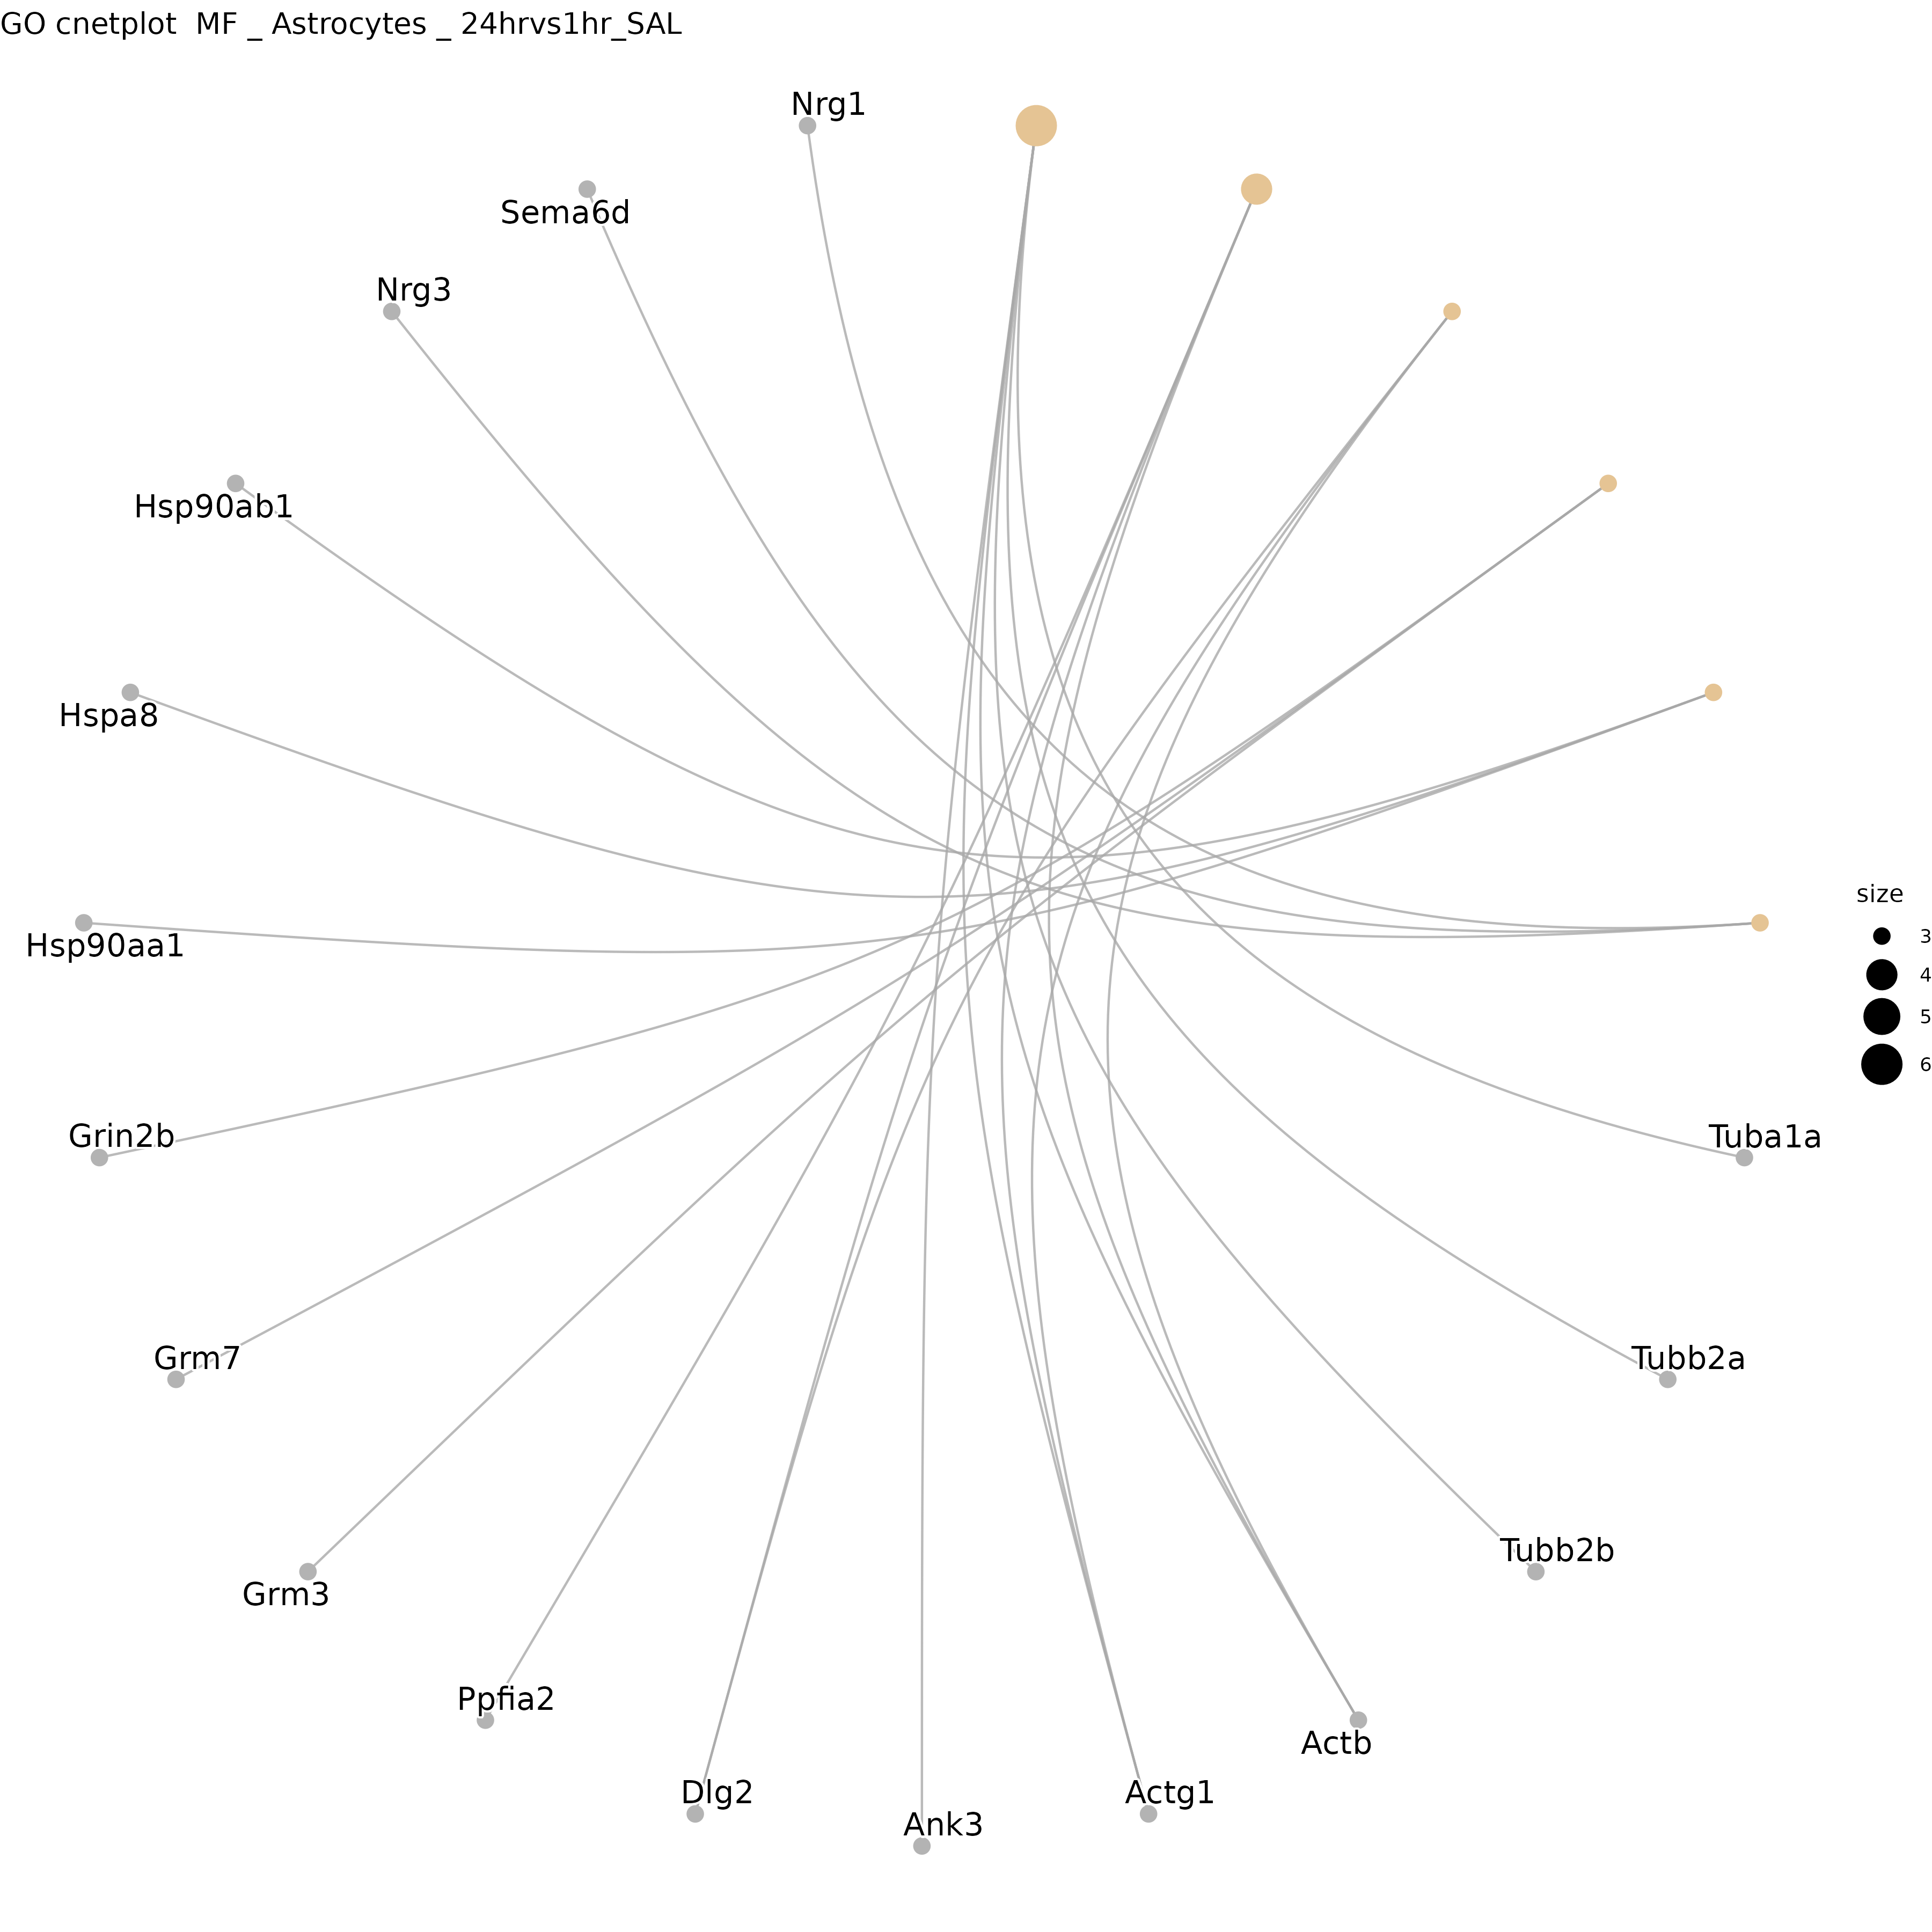 GO cnetplot  MF _ Astrocytes _ 24hrvs1hr_SAL
Nrg1
Sema6d
Nrg3
Hsp90ab1
Hspa8
Hsp90aa1
Grin2b
Grm7
Grm3
Ppfia2
Dlg2
Ank3
Actg1
Actb
Tubb2b
Tubb2a
Tuba1a
size
3
4
5
6